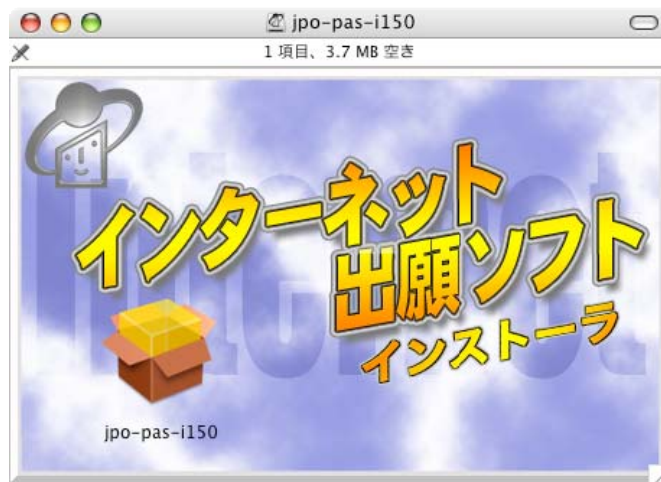 jpo-pas-i150
1 項目、3.7 MB 空き
Internet
インターネット
出願ソフト
インストーラ
jpo-pas-i150